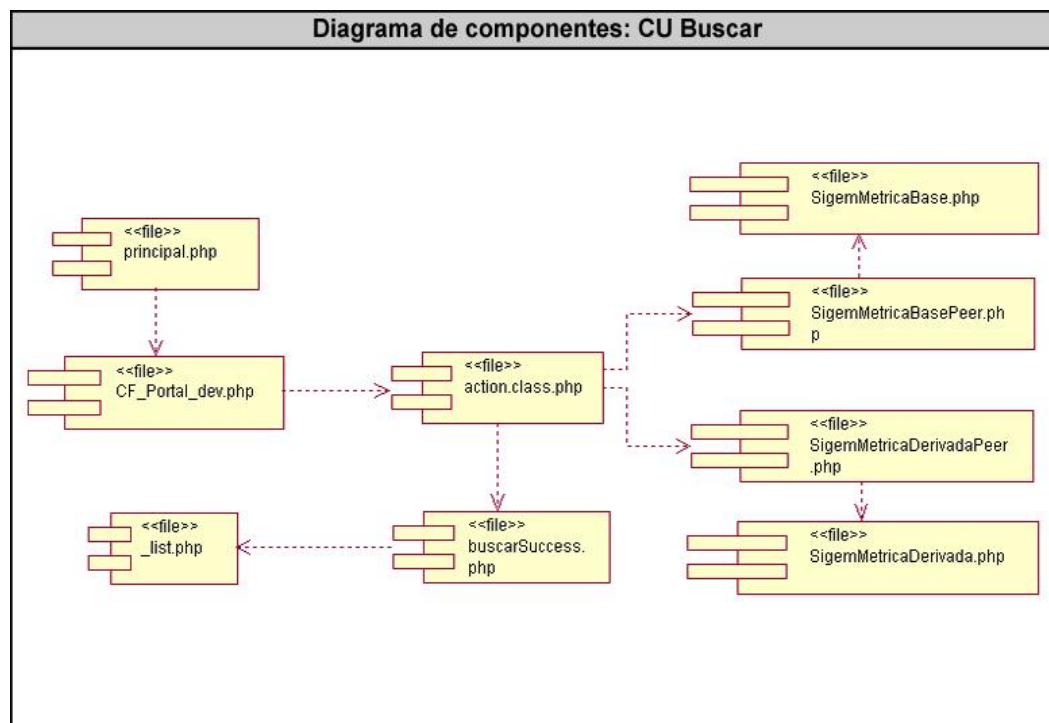 Diagrama de componentes: CU Buscar
<<file>>
SigemMetricaBase.php
<<file>>
principal.php
<<file>>
SigemMetricaBasePeer.ph
p
<<file>>
CF_Portal_dev.php
<<file>>
action.class.php
<<file>>
SigemMetricaDerivadaPeer
.php
<<file>>
_list.php
<<file>>
buscarSuccess.
php
<<file>>
SigemMetricaDerivada.php